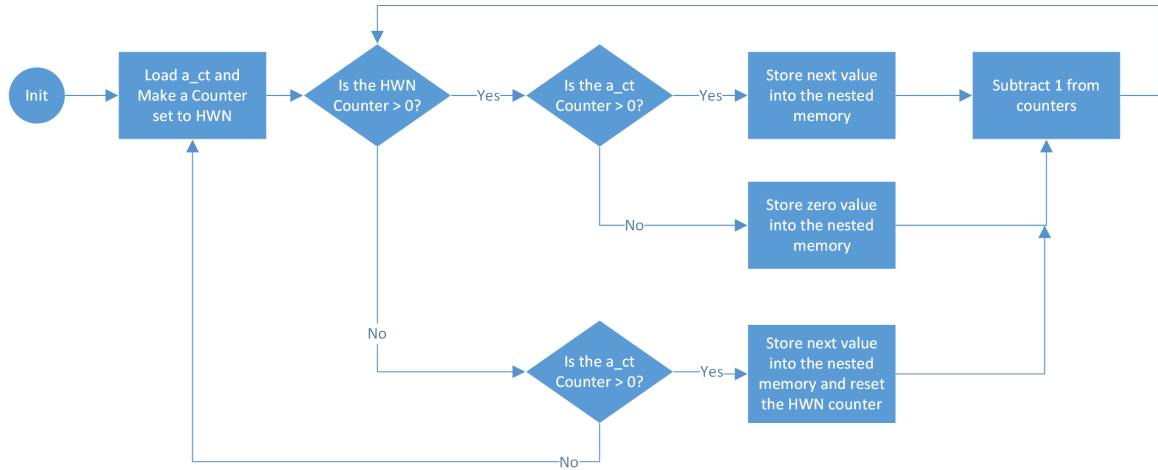 Init
Load a_ct and
Make a Counter
set to HWN
Is the HWN
Counter > 0?
Yes
Is the a_ct
Counter > 0?
Yes
Store next value
into the nested
memory
Subtract 1 from
counters
No
Store zero value
into the nested
memory
No
Is the a_ct
Counter > 0?
Yes
Store next value
into the nested
memory and reset
the HWN counter
No